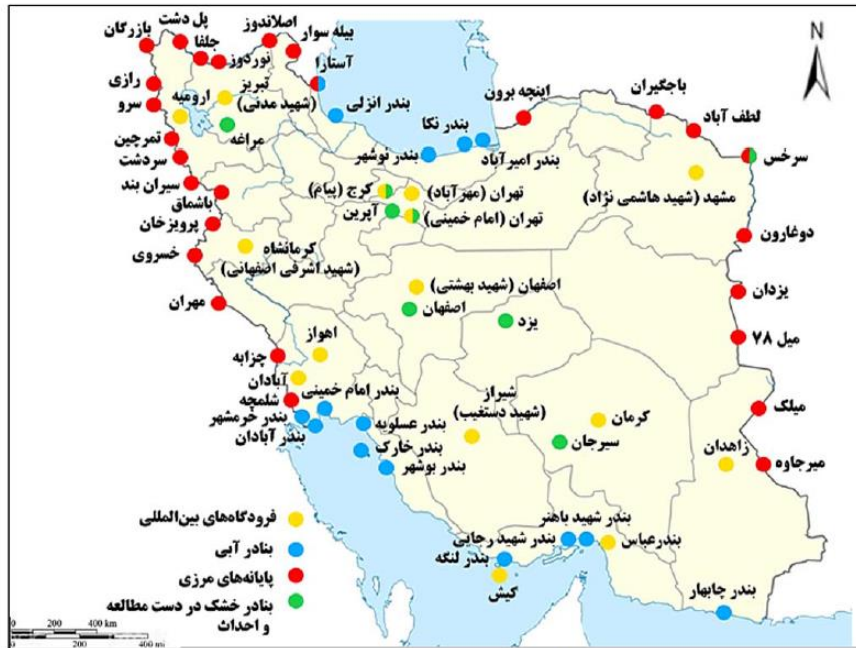 پل دشت
بازرگان
جلفا
نوردوز
اصلاندوز
بیله سوار
آستارا
رازی
سرو
ارومیه
تبریز
(شهید مدنی)
مراغه
بندر انزلی
تمرچین
سردشت
سیران بند
باشماق
پرویزخان
خسروی
مهران
بندر نوشهر
بندر نکا
بندر امیرآباد
اینچه برون
باجگیران
لطف آباد
سرخس
مشهد (شهید هاشمی نژاد)
دوغارون
یزدان
میل ۷۸
میلک
میرجاوه
زاهدان
کرج (پیام)
تهران (مهرآباد)
آپرین
تهران (امام خمینی)
کرمانشاه
(شهید اشرفی اصفهانی)
اصفهان (شهید بهشتی)
اصفهان
یزد
چزابه
اهواز
آبادان
شلمچه
بندر امام خمینی
بندر خرمشهر
بندر آبادان
بندر عسلویه
بندر خارک
بندر بوشهر
شیراز
(شهید دستغیب)
کرمان
سیرجان
بندر شهید باهنر
بندر شهید رجایی
بندرعباس
بندر لنگه
کیش
بندر چابهار
فرودگاه‌های بین‌المللی
بنادر آبی
پایانه‌های مرزی
بنادر خشک در دست مطالعه
و احداث
N
0 200 400 km
0 200 400 mi